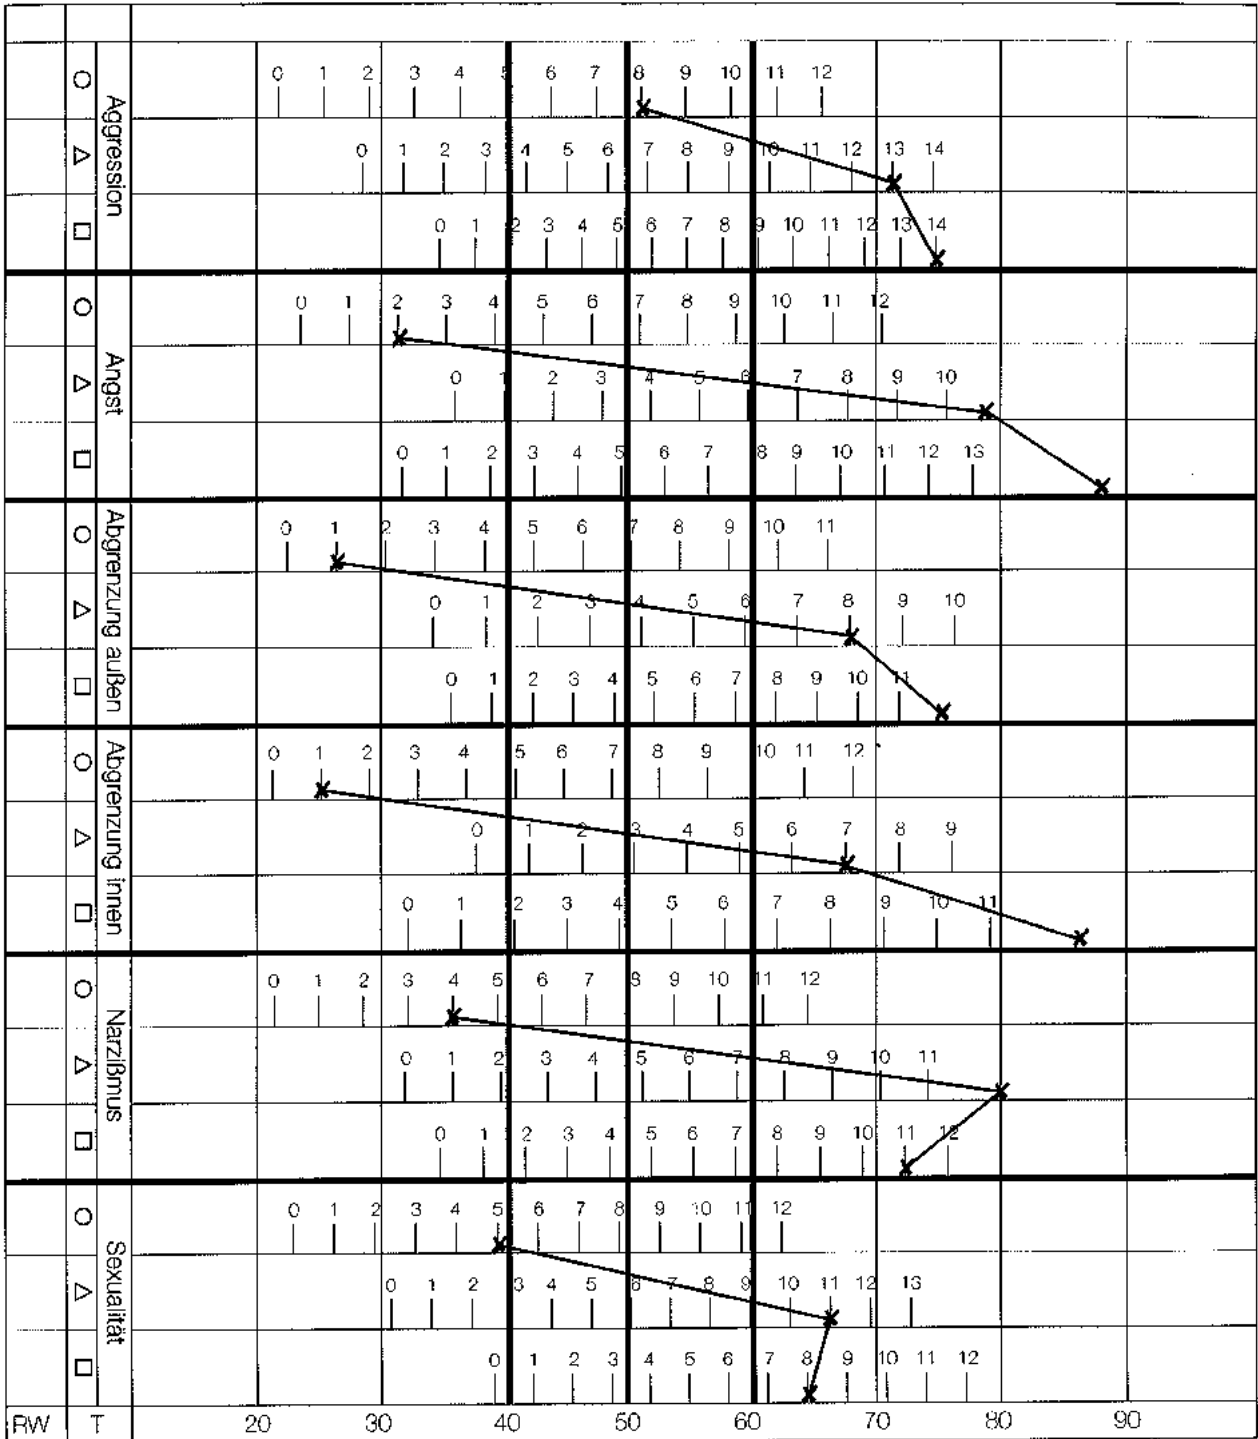 0 1 2 3 4 5 6 7 8 9 10 11 12
0 1 2 3 4 5 6 7 8 9 10 11 12 13 14
0 1 2 3 4 5 6 7 8 9 10 11 12 13 14
Aggression
0 1 2 3 4 5 6 7 8 9 10 11 12
0 1 2 3 4 5 6 7 8 9 10
0 1 2 3 4 5 6 7 8 9 10 11 12 13
Angst
0 1 2 3 4 5 6 7 8 9 10 11
0 1 2 3 4 5 6 7 8 9 10
0 1 2 3 4 5 6 7 8 9 10 11
Abgrenzung außen
0 1 2 3 4 5 6 7 8 9 10 11 12
0 1 2 3 4 5 6 7 8 9
0 1 2 3 4 5 6 7 8 9 10 11
Abgrenzung innen
0 1 2 3 4 5 6 7 8 9 10 11 12
0 1 2 3 4 5 6 7 8 9 10 11
0 1 2 3 4 5 6 7 8 9 10 11 12
Narzißmus
0 1 2 3 4 5 6 7 8 9 10 11 12
0 1 2 3 4 5 6 7 8 9 10 11 12 13
0 1 2 3 4 5 6 7 8 9 10 11 12
Sexualität
RW T 20 30 40 50 60 70 80 90